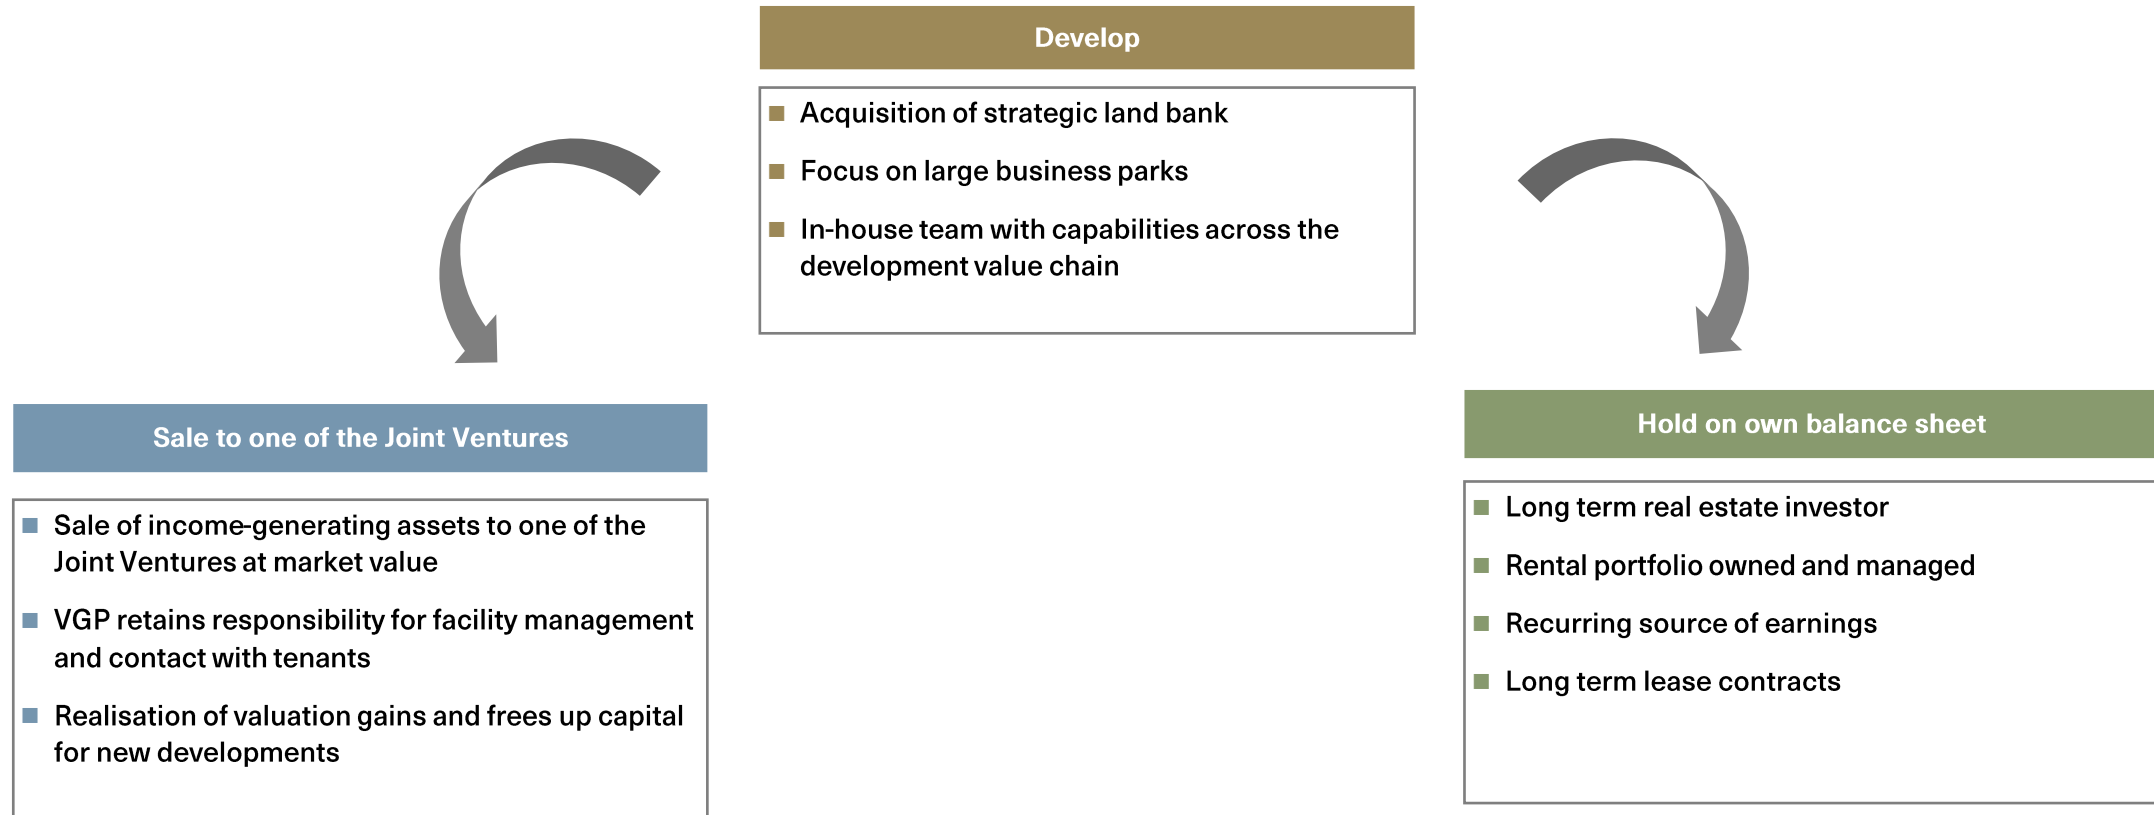 Develop
Acquisition of strategic land bank
Focus on large business parks
In-house team with capabilities across the
development value chain
Sale to one of the Joint Ventures
Sale of income-generating assets to one of the
Joint Ventures at market value
VGP retains responsibility for facility management
and contact with tenants
Realisation of valuation gains and frees up capital
for new developments
Hold on own balance sheet
Long term real estate investor
Rental portfolio owned and managed
Recurring source of earnings
Long term lease contracts